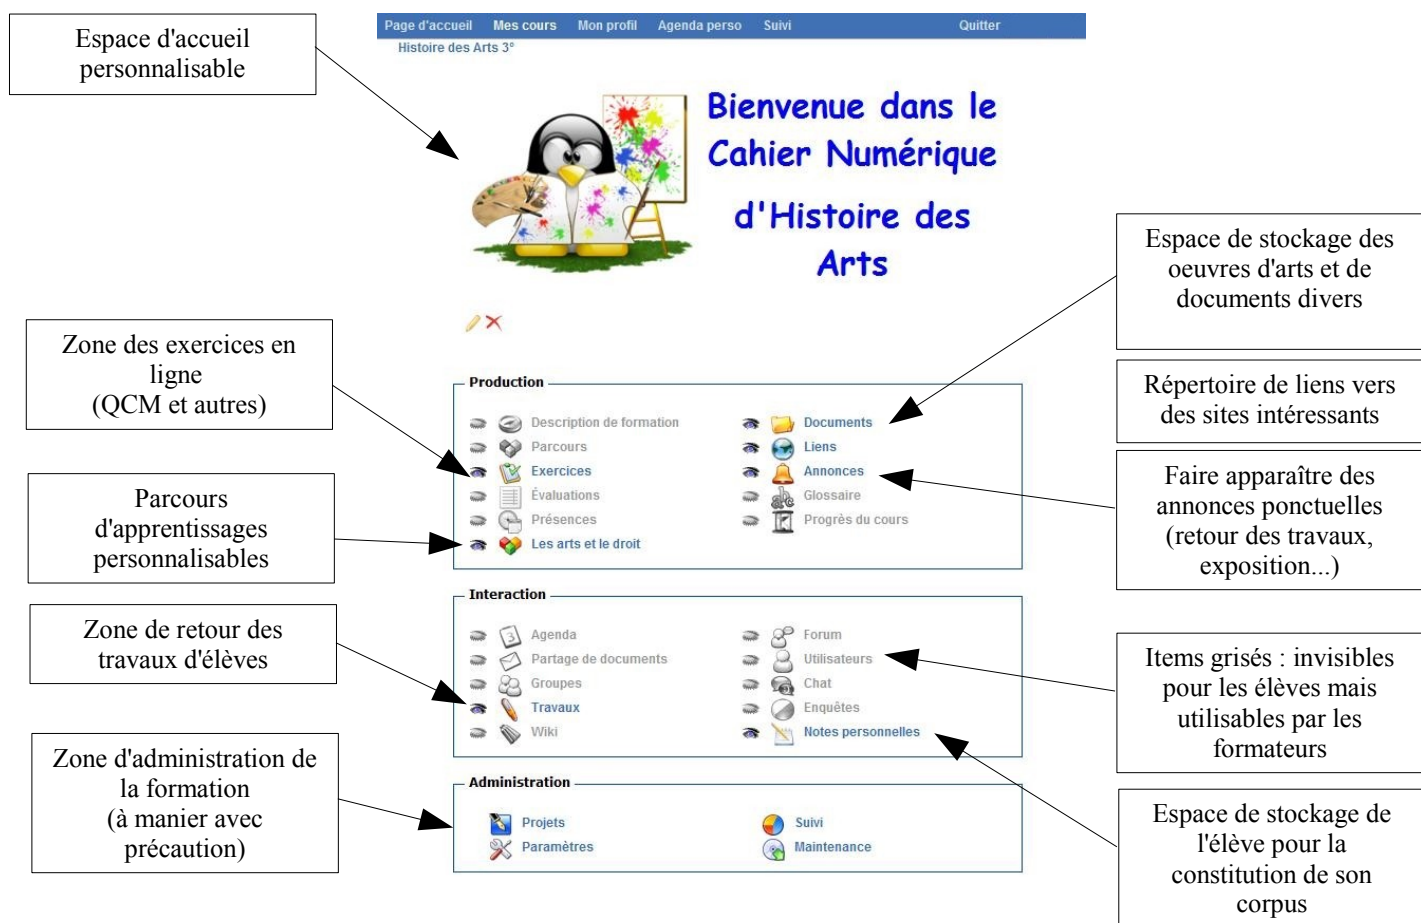 Espace d'accueil
personnalisable
Page d'accueil Mes cours Mon profil Agenda perso Suivi Quitter
Histoire des Arts 3°
Bienvenue dans le
Cahier Numérique
d'Histoire des
Arts
Espace de stockage des
oeuvres d'arts et de
documents divers
Zone des exercices en
ligne
(QCM et autres)
Répertoire de liens vers
des sites intéressants
Faire apparaître des
annonces ponctuelles
(retour des travaux,
exposition...)
Parcours
d'apprentissages
personnalisables
Production
Description de formation
Parcours
Exercices
Évaluations
Présences
Les arts et le droit
Documents
Liens
Annonces
Glossaire
Progrès du cours
Zone de retour des
travaux d'élèves
Interaction
Agenda
Partage de documents
Groupes
Travaux
Wiki
Forum
Utilisateurs
Chat
Enquêtes
Notes personnelles
Items grisés : invisibles
pour les élèves mais
utilisables par les
formateurs
Zone d'administration de
la formation
(à manier avec
précaution)
Administration
Projets
Paramètres
Suivi
Maintenance
Espace de stockage de
l'élève pour la
constitution de son
corpus